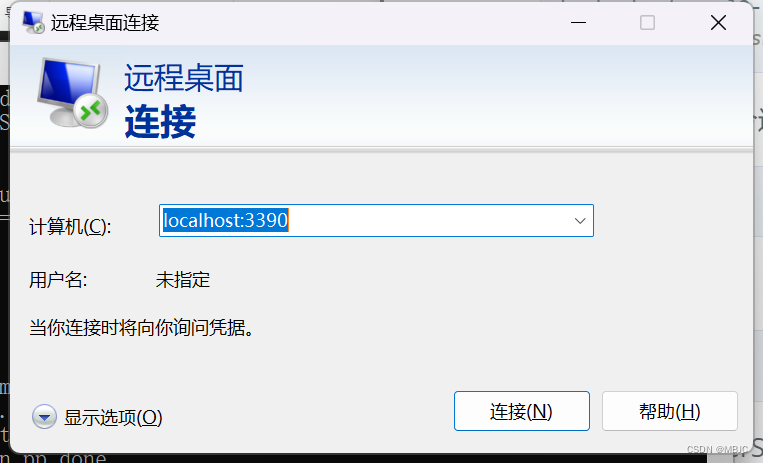 远程桌面连接
远程桌面
连接
计算机(C):
localhost:3390
用户名:
未指定
当你连接时将向你询问凭据。
显示选项(O)
连接(N)
帮助(H)
n pp done
CSDN @MBJC